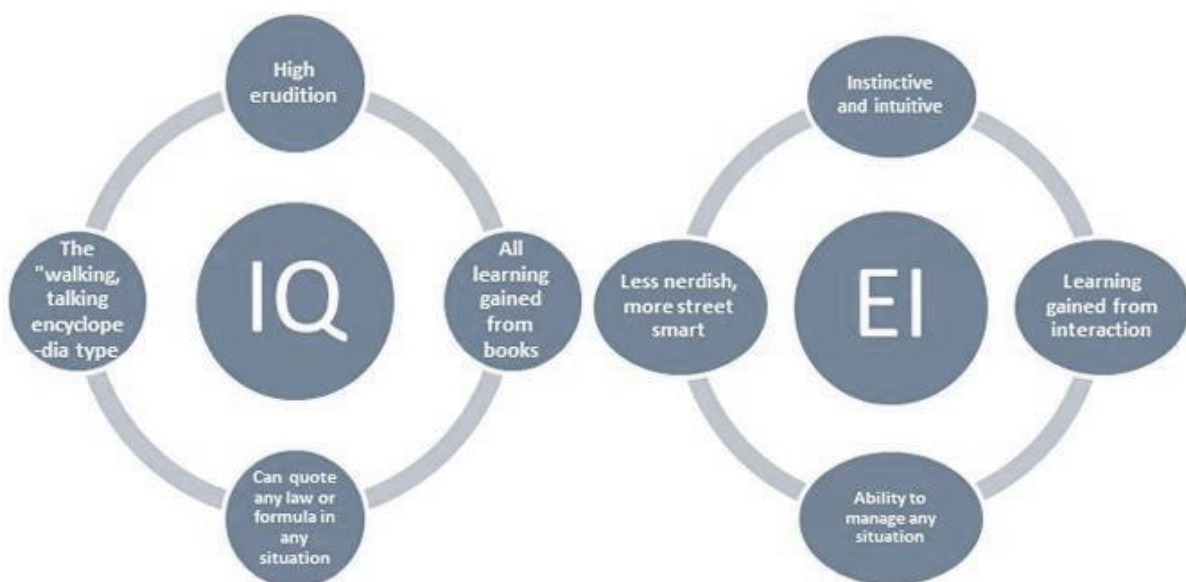 High
erudition
The
"walking,
talking
encyclope
-dia type
IQ
All
learning
gained
from
books
Can quote
any law or
formula in
any
situation
Instinctive
and intuitive
Less nerdish,
more street
smart
EI
Learning
gained from
interaction
Ability to
manage any
situation